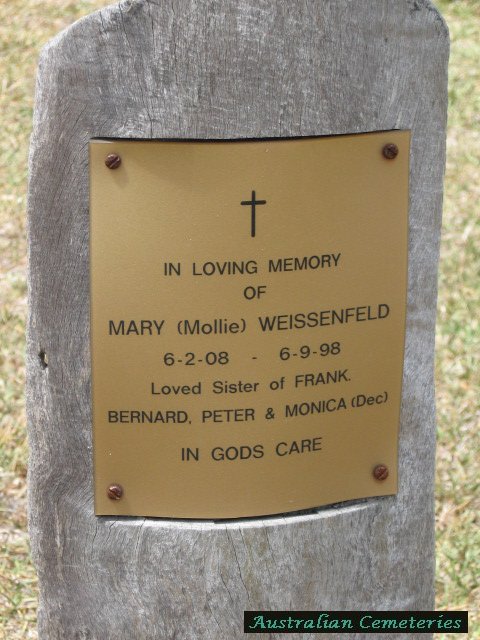 IN LOVING MEMORY
OF
MARY (Mollie) WEISSENFELD
6-2-08 - 6-9-98
Loved Sister of FRANK.
BERNARD, PETER & MONICA (Dec)
IN GODS CARE
Australian Cemeteries